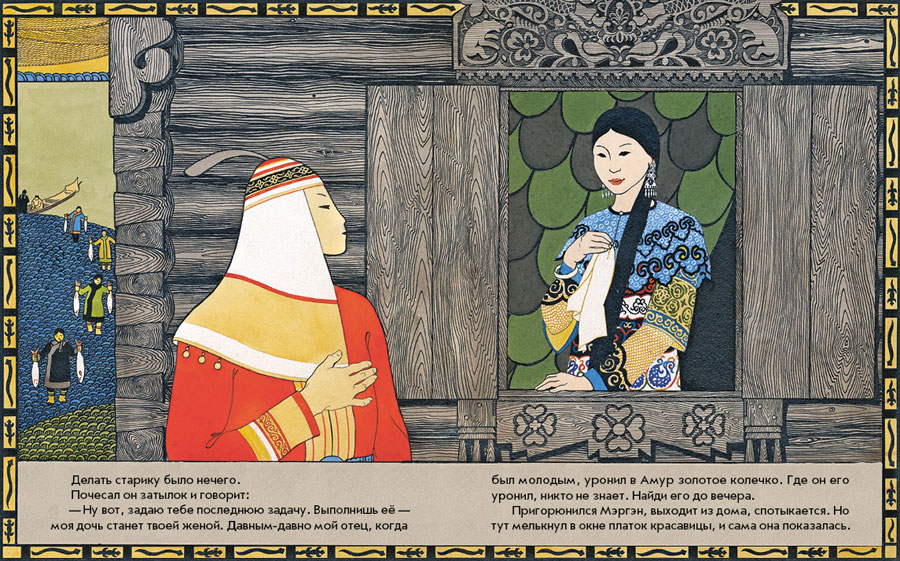 Делать старику было нечего.
Почесал он затылок и говорит:
— Ну вот, задаю тебе последнюю задачу. Выполнишь её —
моя дочь станет твоей женой. Давным-давно мой отец, когда
был молодым, уронил в Амур золотое колечко. Где он его
уронил, никто не знает. Найди его до вечера.
Пригорюнился Мэргэн, выходит из дома, спотыкается. Но
тут мелькнул в окне платок красавицы, и сама она показалась.